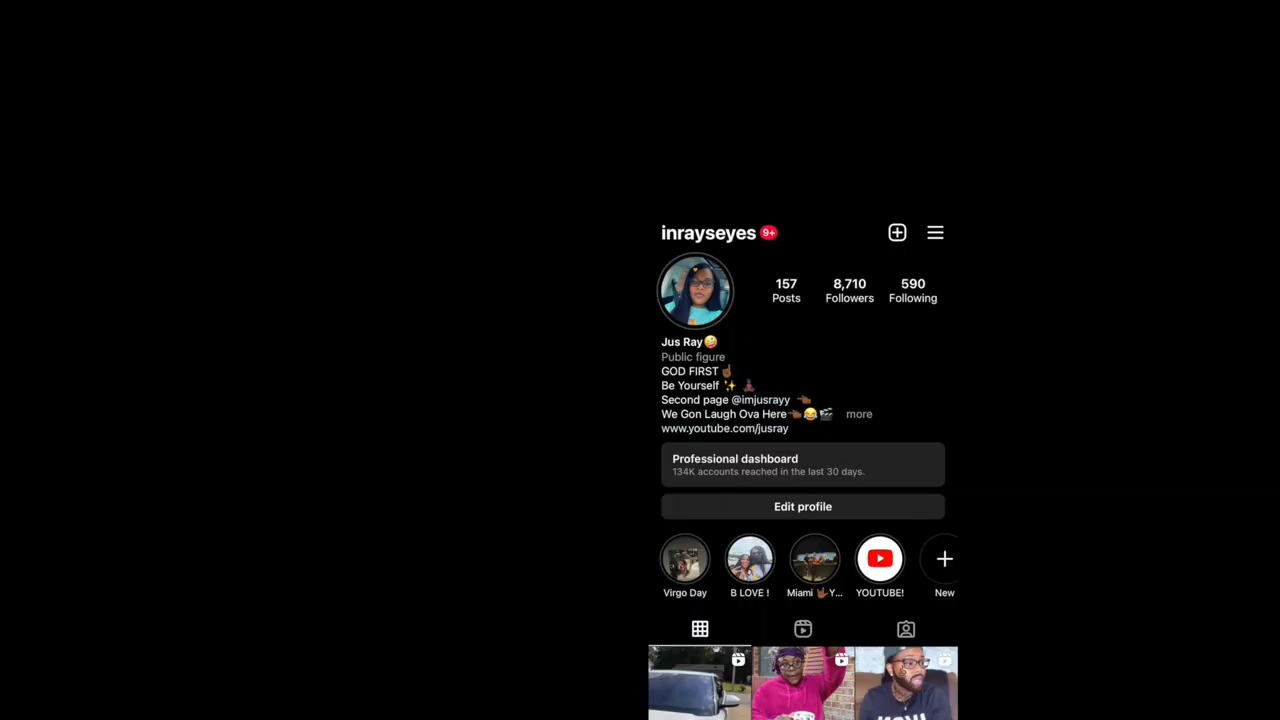 inrayseyes 9+
157 8,710 590
Posts Followers Following
Jus Ray🤪
Public figure
GOD FIRST☝🏾
Be Yourself ✨ 🧘🏾‍♀️
Second page @imjusrayy 👈🏾
We Gon Laugh Ova Here👈🏾😂🎬 more
www.youtube.com/jusray
Professional dashboard
134K accounts reached in the last 30 days.
Edit profile
Virgo Day B LOVE ! Miami 🤟🏾Y... YOUTUBE! New